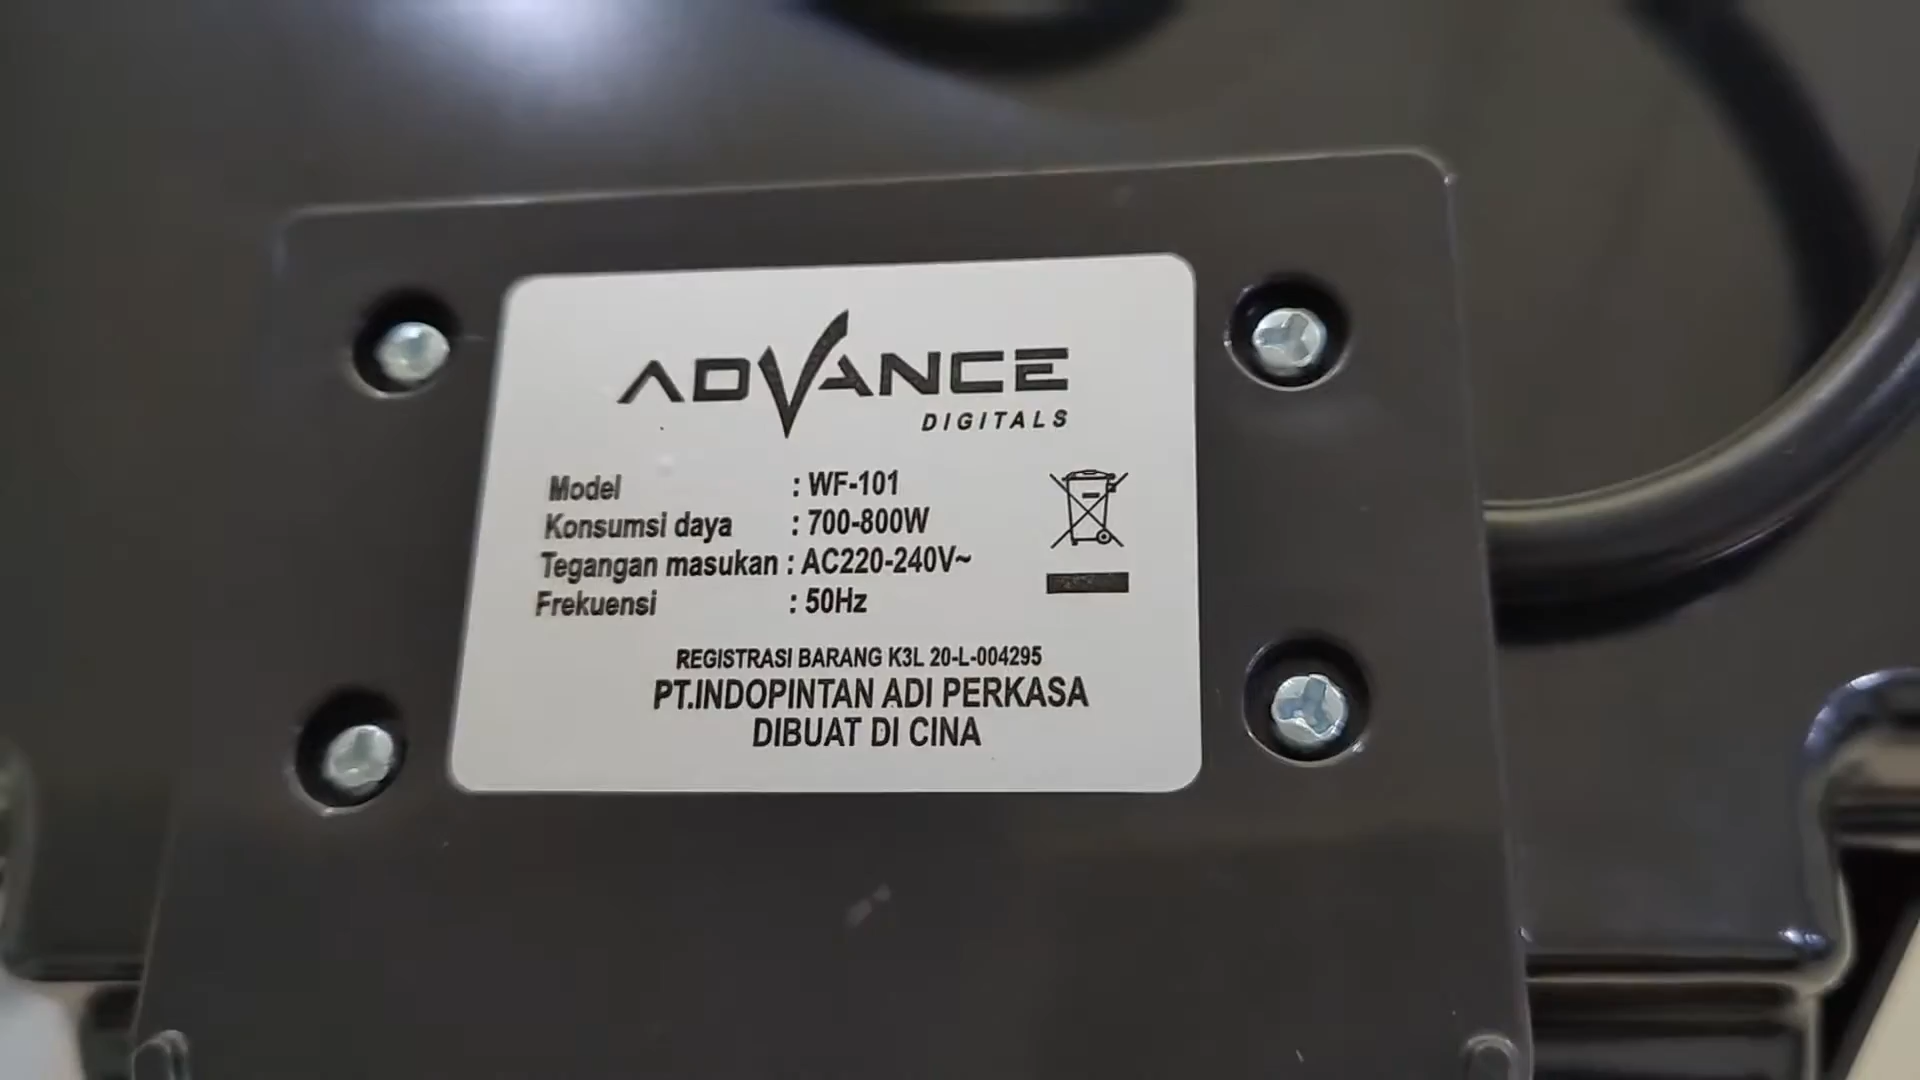 ADVANCE
DIGITALS
Model : WF-101
Konsumsi daya : 700-800W
Tegangan masukan : AC220-240V~
Frekuensi : 50Hz
REGISTRASI BARANG K3L 20-L-004295
PT.INDOPINTAN ADI PERKASA
DIBUAT DI CINA